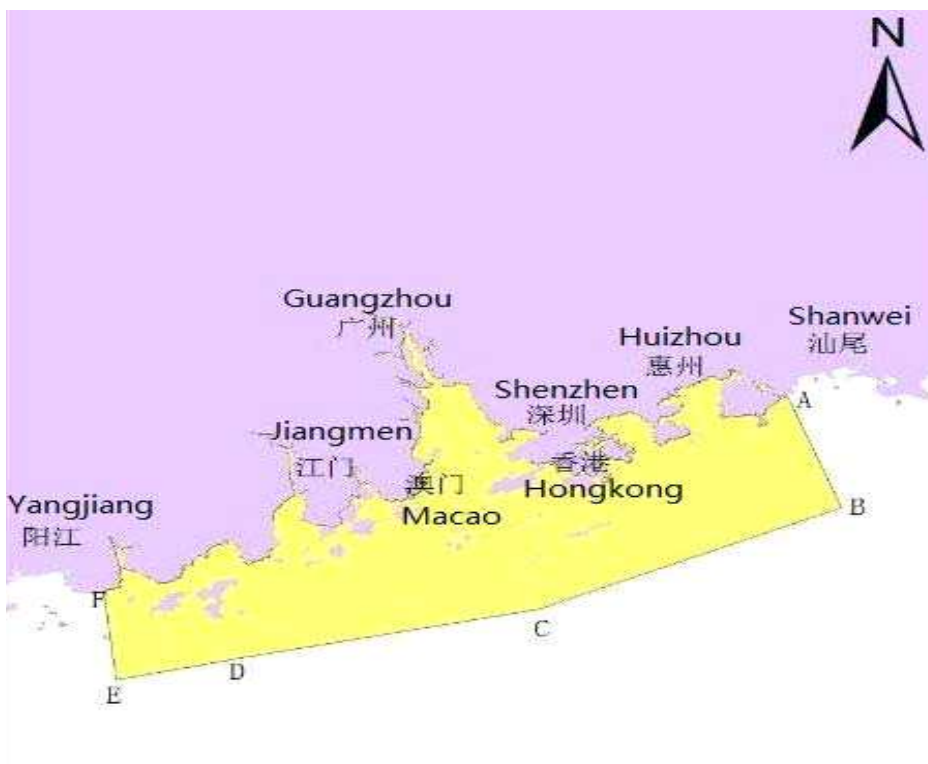 N
Guangzhou
广州
Shanwei
汕尾
Huizhou
惠州
A
Shenzhen
深圳
Jiangmen
江门
香港
Hongkong
澳门
Macao
Yangjiang
阳江
B
F
C
D
E